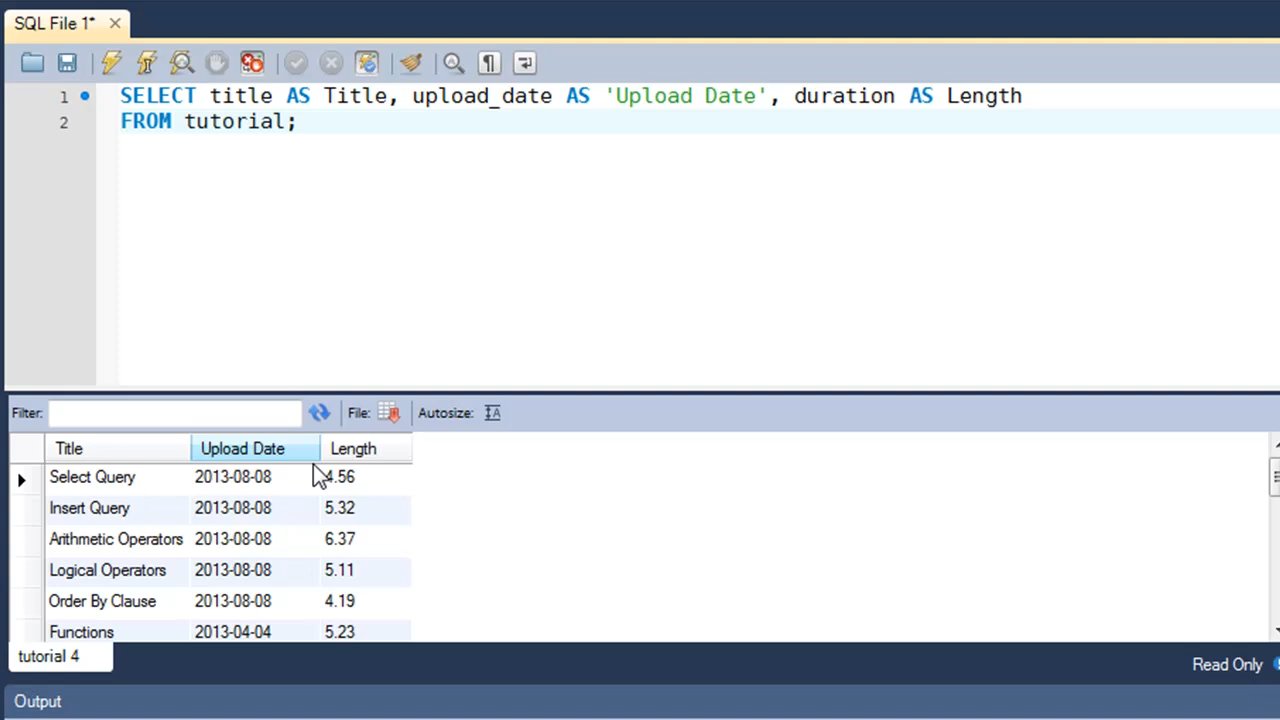 SQL File 1*
1 SELECT title AS Title, upload_date AS 'Upload Date', duration AS Length
2 FROM tutorial;
Filter: File: Autosize:
Title Upload Date Length
Select Query 2013-08-08 4.56
Insert Query 2013-08-08 5.32
Arithmetic Operators 2013-08-08 6.37
Logical Operators 2013-08-08 5.11
Order By Clause 2013-08-08 4.19
Functions 2013-04-04 5.23
tutorial 4
Read Only
Output